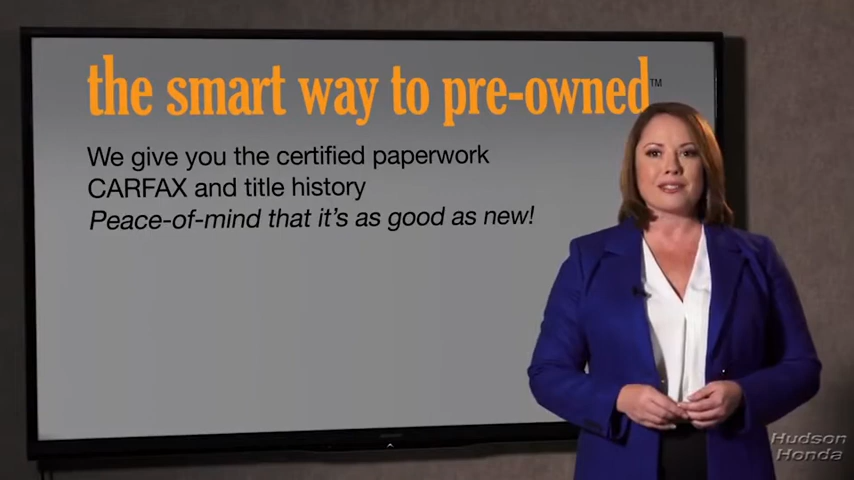 the smart way to pre-owned™
We give you the certified paperwork
CARFAX and title history
Peace-of-mind that it's as good as new!
Hudson
Honda